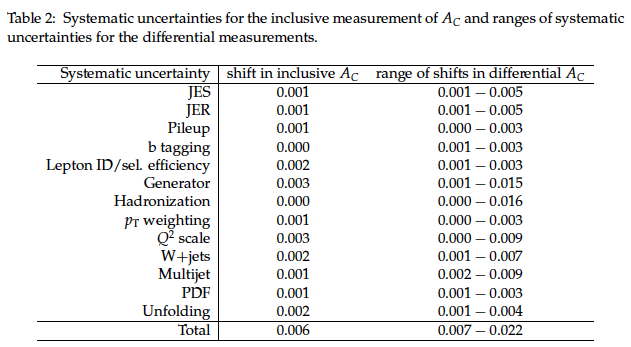 Table 2: Systematic uncertainties for the inclusive measurement of A_C and ranges of systematic
uncertainties for the differential measurements.
Systematic uncertainty shift in inclusive A_C range of shifts in differential A_C
JES 0.001 0.001 – 0.005
JER 0.001 0.001 – 0.005
Pileup 0.001 0.000 – 0.003
b tagging 0.000 0.001 – 0.003
Lepton ID/sel. efficiency 0.002 0.001 – 0.003
Generator 0.003 0.001 – 0.015
Hadronization 0.000 0.000 – 0.016
p_T weighting 0.001 0.000 – 0.003
Q² scale 0.003 0.000 – 0.009
W+jets 0.002 0.001 – 0.007
Multijet 0.001 0.002 – 0.009
PDF 0.001 0.001 – 0.003
Unfolding 0.002 0.001 – 0.004
Total 0.006 0.007 – 0.022